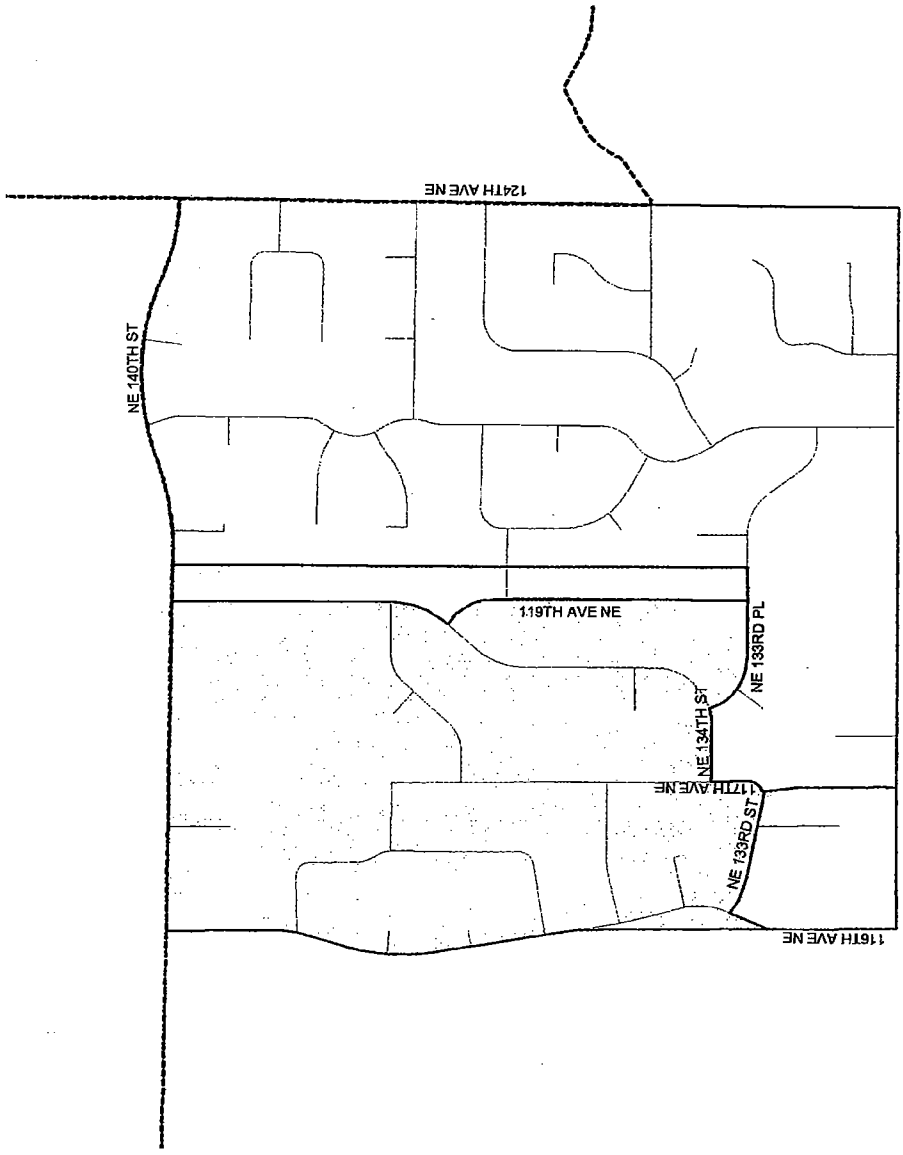 124TH AVE NE
NE 140TH ST
119TH AVE NE
NE 133RD PL
NE 134TH ST
117TH AVE NE
NE 133RD ST
116TH AVE NE